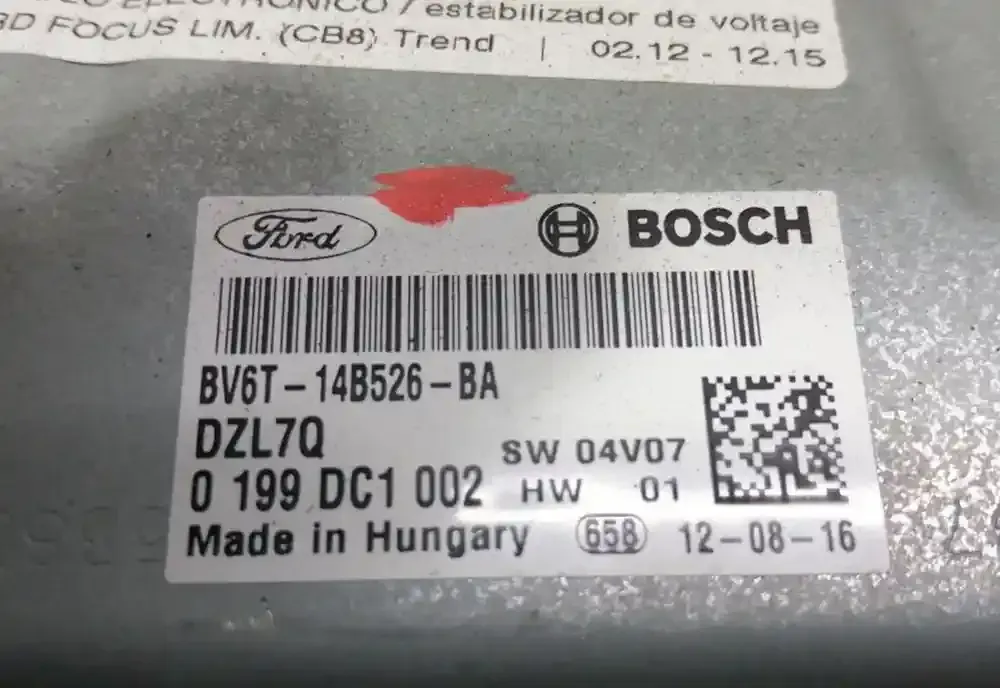 ELECTRÓNICO / estabilizador de voltaje
FOCUS LIM. (CB8) Trend | 02.12 - 12.15
Ford
BOSCH
BV6T-14B526-BA
DZL7Q
SW 04V07
0 199 DC1 002
HW 01
Made in Hungary
658
12-08-16